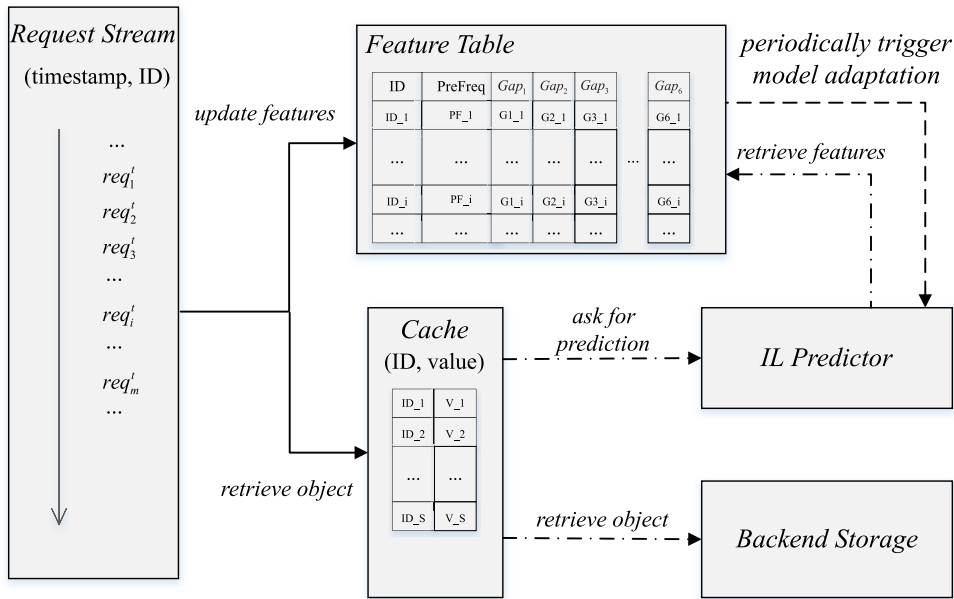 Request Stream
(timestamp, ID)
...
req_1^t
req_2^t
req_3^t
...
req_i^t
...
req_m^t
...
update features
retrieve object
Feature Table
ID PreFreq Gap_1 Gap_2 Gap_3 Gap_6
ID_1 PF_1 G1_1 G2_1 G3_1 G6_1
... ... ... ... ... ... ...
ID_i PF_i G1_i G2_i G3_i G6_i
... ... ... ... ... ...
periodically trigger
model adaptation
retrieve features
Cache
(ID, value)
ID_1 V_1
ID_2 V_2
... ...
ID_S V_S
ask for
prediction
IL Predictor
retrieve object
Backend Storage